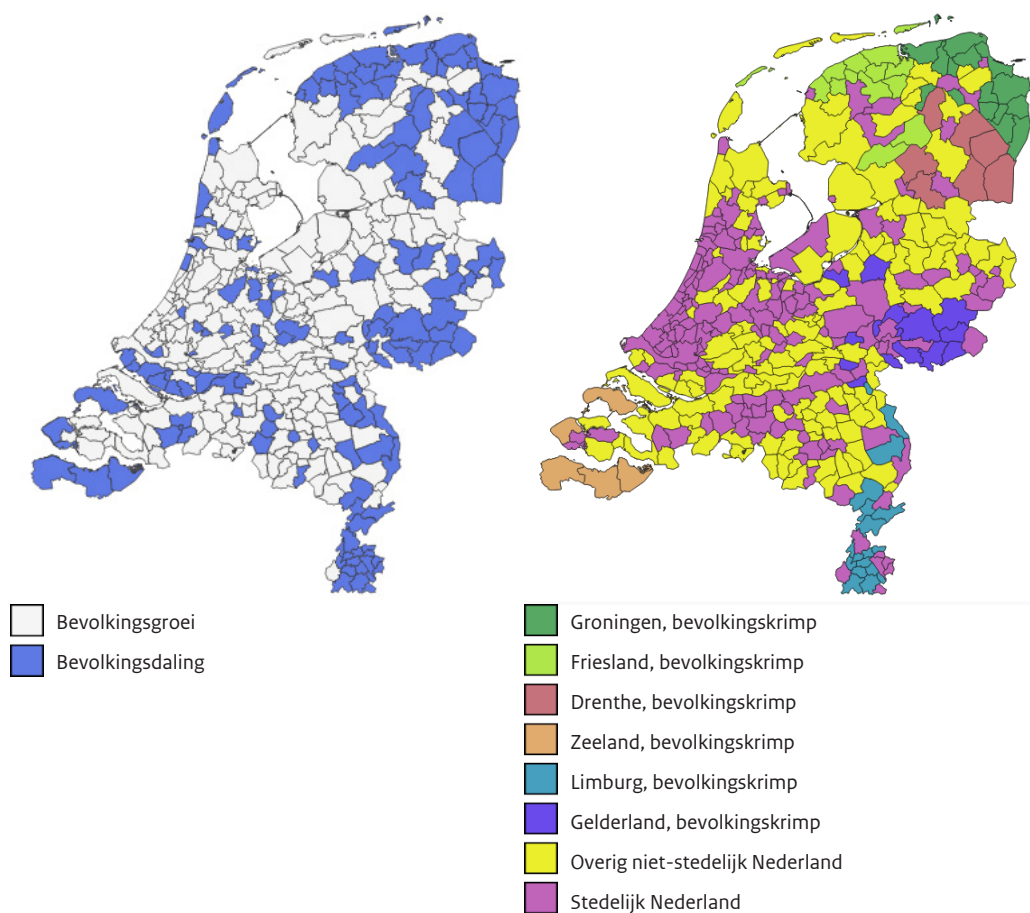 Bevolkingsgroei
Bevolkingsdaling
Groningen, bevolkingskrimp
Friesland, bevolkingskrimp
Drenthe, bevolkingskrimp
Zeeland, bevolkingskrimp
Limburg, bevolkingskrimp
Gelderland, bevolkingskrimp
Overig niet-stedelijk Nederland
Stedelijk Nederland